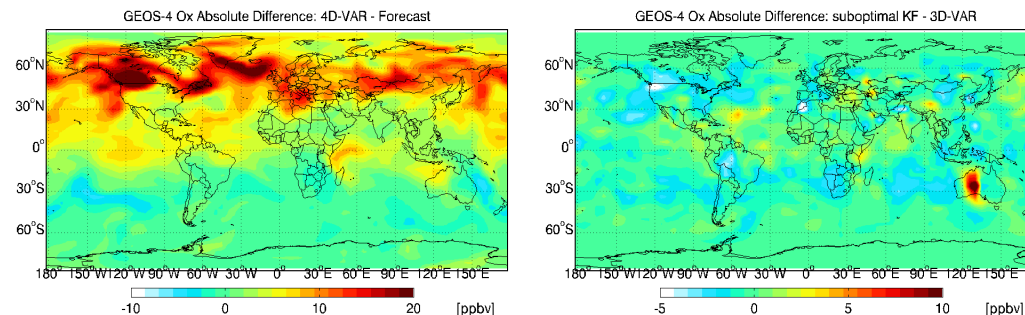 GEOS-4 Ox Absolute Difference: 4D-VAR - Forecast
60°N
30°N
0°
30°S
60°S
180°150°W120°W90°W 60°W 30°W 0° 30°E 60°E 90°E 120°E 150°E
-10 0 10 20 [ppbv]
GEOS-4 Ox Absolute Difference: suboptimal KF - 3D-VAR
60°N
30°N
0°
30°S
60°S
180°150°W120°W90°W 60°W 30°W 0° 30°E 60°E 90°E 120°E 150°E
-5 0 5 10 [ppbv]